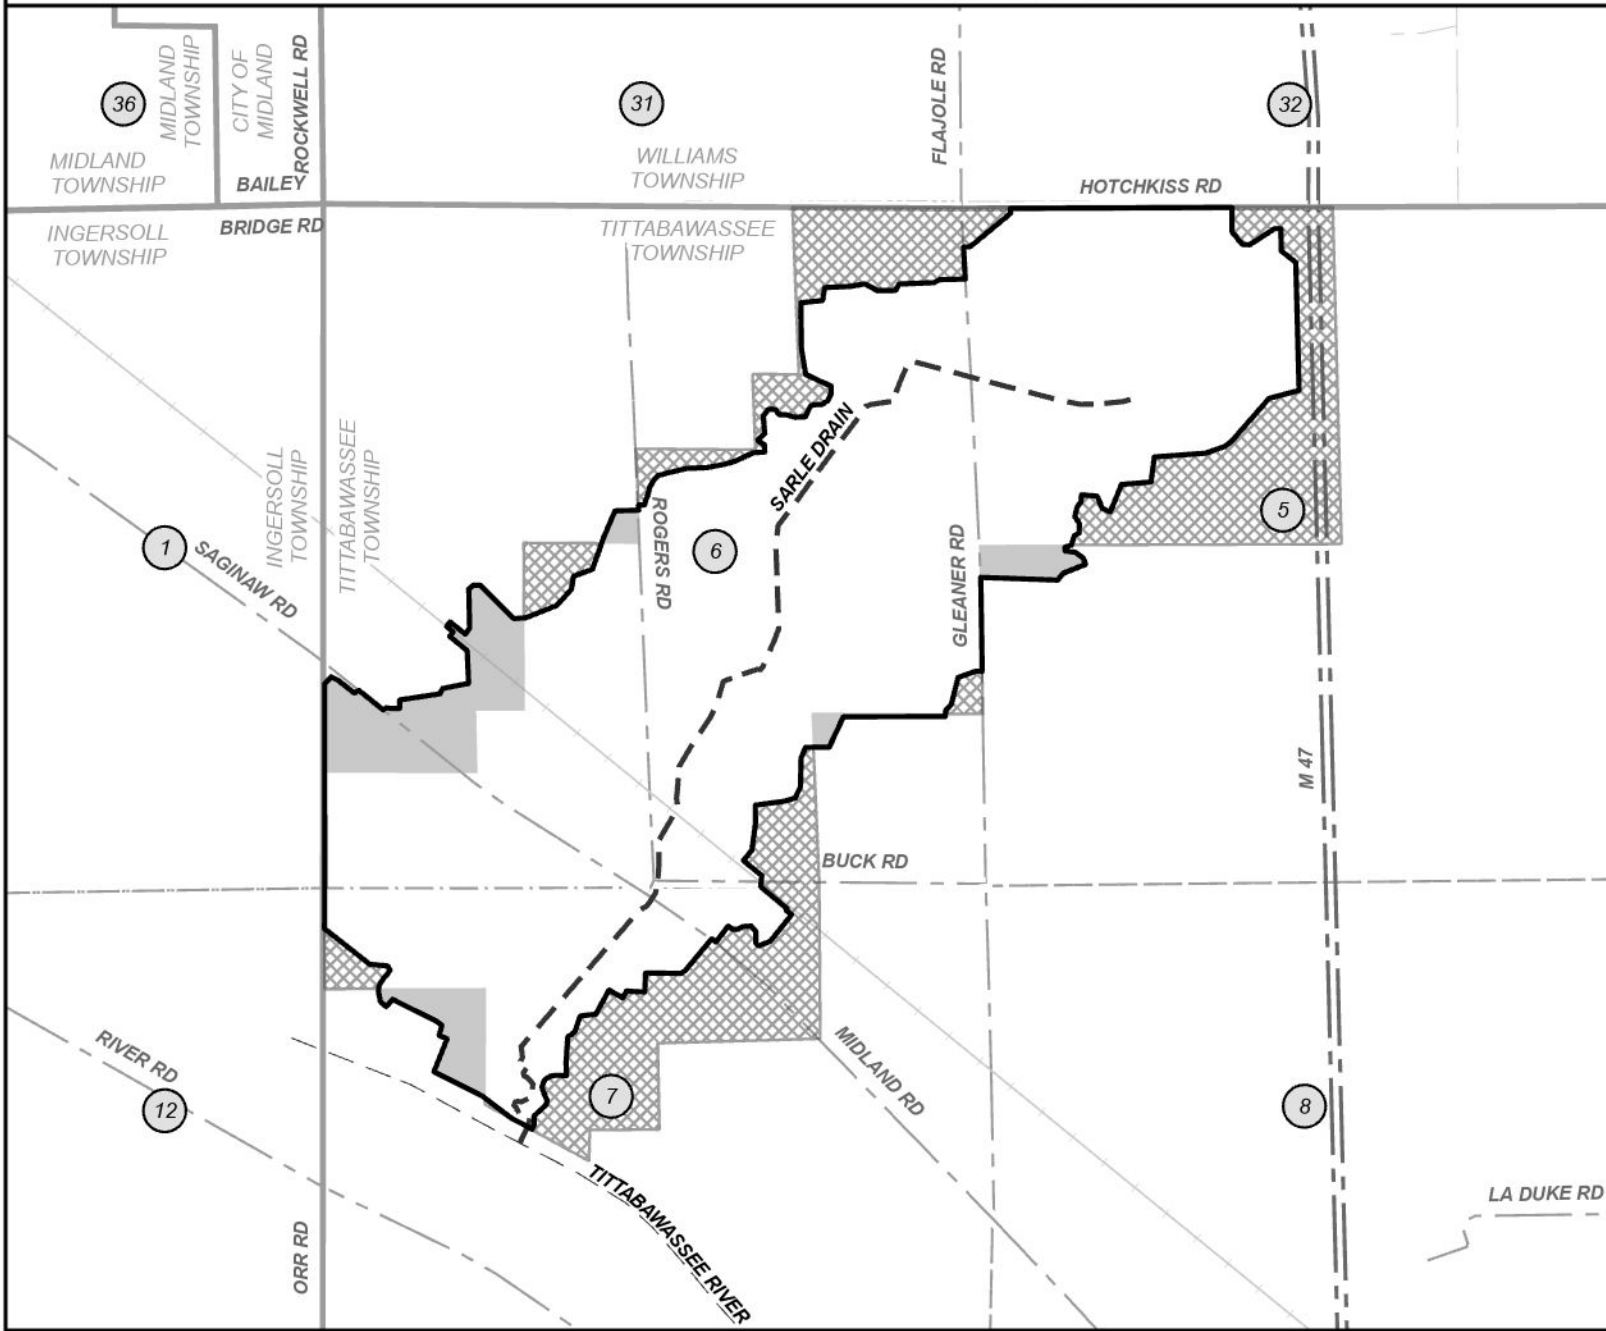 36
MIDLAND
TOWNSHIP
CITY OF
MIDLAND
ROCKWELL RD
31
FLAJOLE RD
32
MIDLAND
TOWNSHIP
BAILEY
WILLIAMS
TOWNSHIP
HOTCHKISS RD
INGERSOLL
TOWNSHIP
BRIDGE RD
TITTABAWASSEE
TOWNSHIP
INGERSOLL
TOWNSHIP
TITTABAWASSEE
TOWNSHIP
SARLE DRAIN
1
SAGINAW RD
ROGERS RD
6
GLEANER RD
5
M 47
BUCK RD
RIVER RD
12
7
MIDLAND RD
8
TITTABAWASSEE RIVER
LA DUKE RD
ORR RD